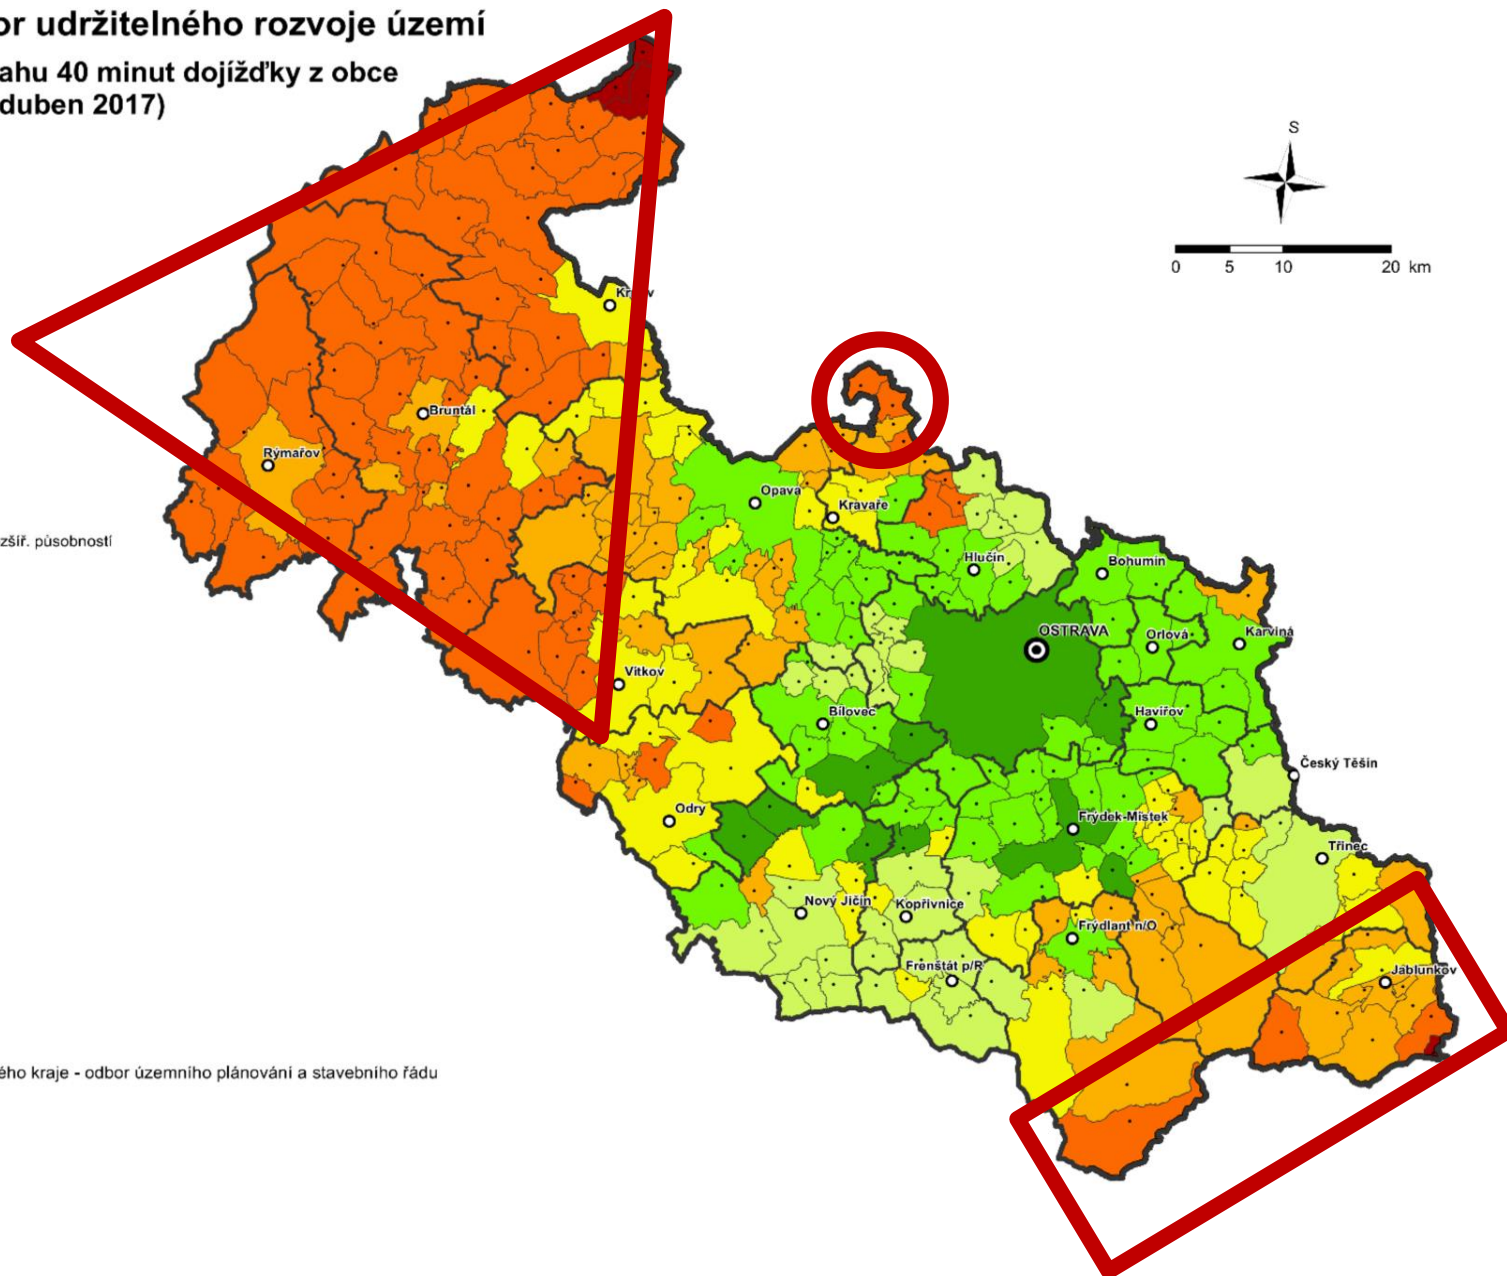 or udržitelného rozvoje území
ahu 40 minut dojížďky z obce
duben 2017)
S
0 5 10 20 km
Bruntál
Rýmařov
Opava
Kravaře
zšíř. působností
Hlučín
Bohumín
OSTRAVA
Orlová
Karviná
Vítkov
Bílovec
Havířov
Český Těšín
Odry
Frýdek-Místek
Třinec
Nový Jičín
Kopřivnice
Frýdlant n/O
Frenštát p/R
Jablunkov
ého kraje - odbor územního plánování a stavebního řádu